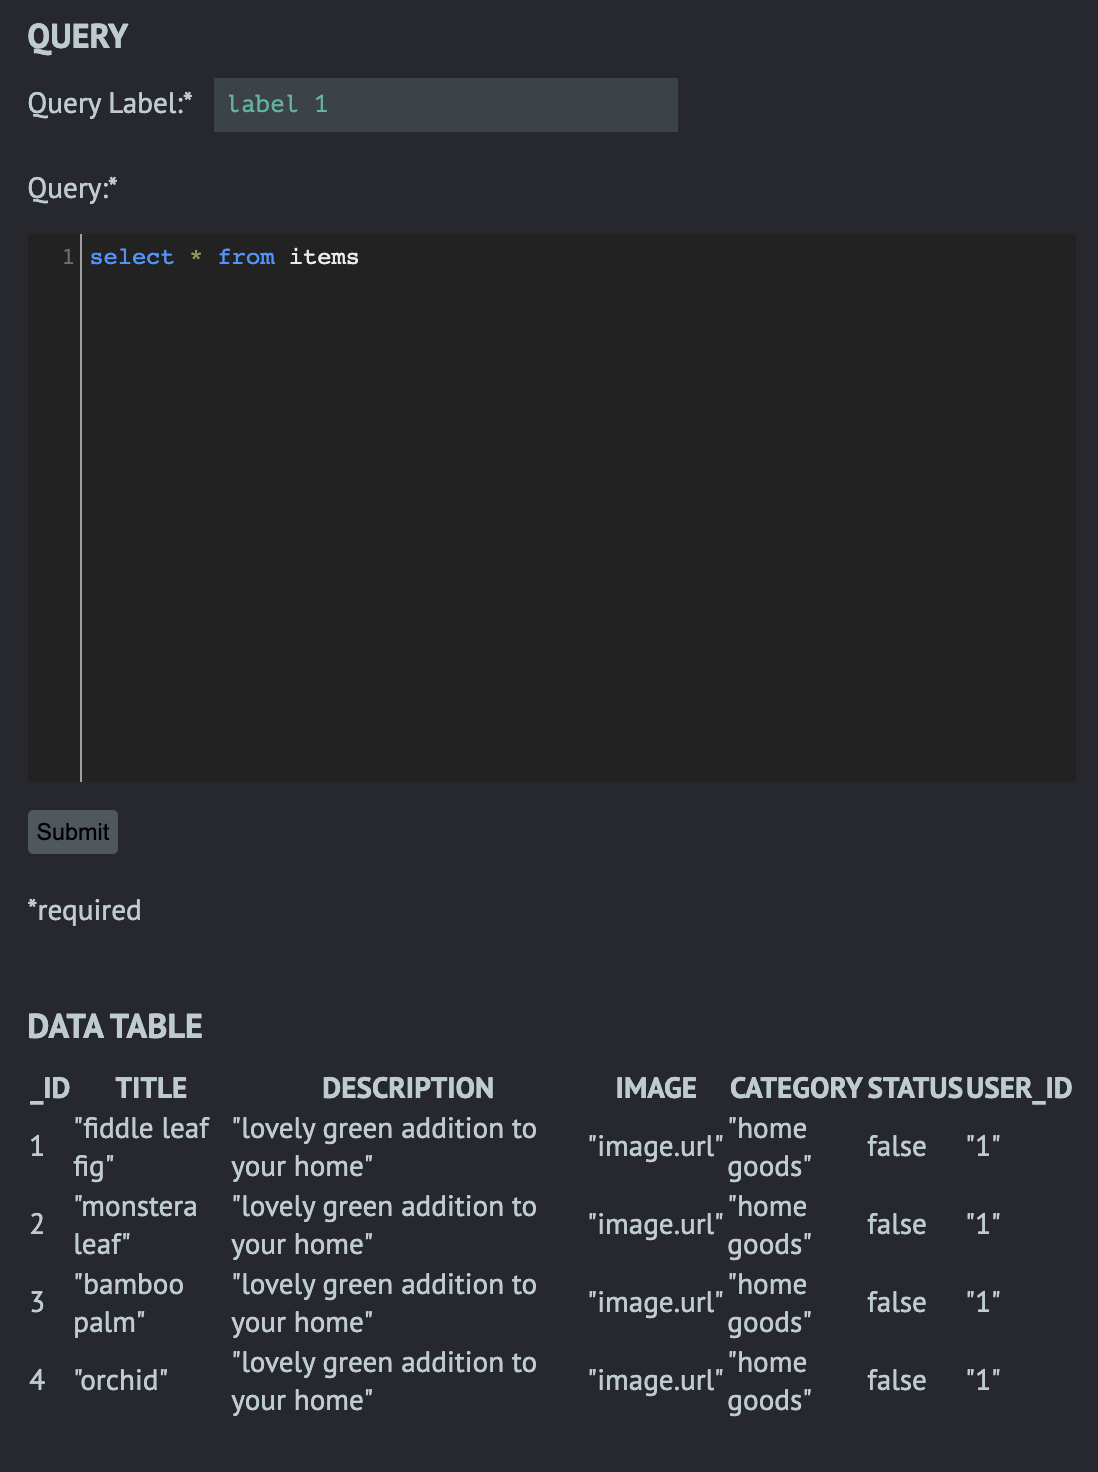 QUERY
Query Label:* label 1
Query:*
1 select * from items
Submit
*required
DATA TABLE
_ID TITLE DESCRIPTION IMAGE CATEGORY STATUS USER_ID
1 "fiddle leaf fig" "lovely green addition to your home" "image.url" "home goods" false "1"
2 "monstera leaf" "lovely green addition to your home" "image.url" "home goods" false "1"
3 "bamboo palm" "lovely green addition to your home" "image.url" "home goods" false "1"
4 "orchid" "lovely green addition to your home" "image.url" "home goods" false "1"